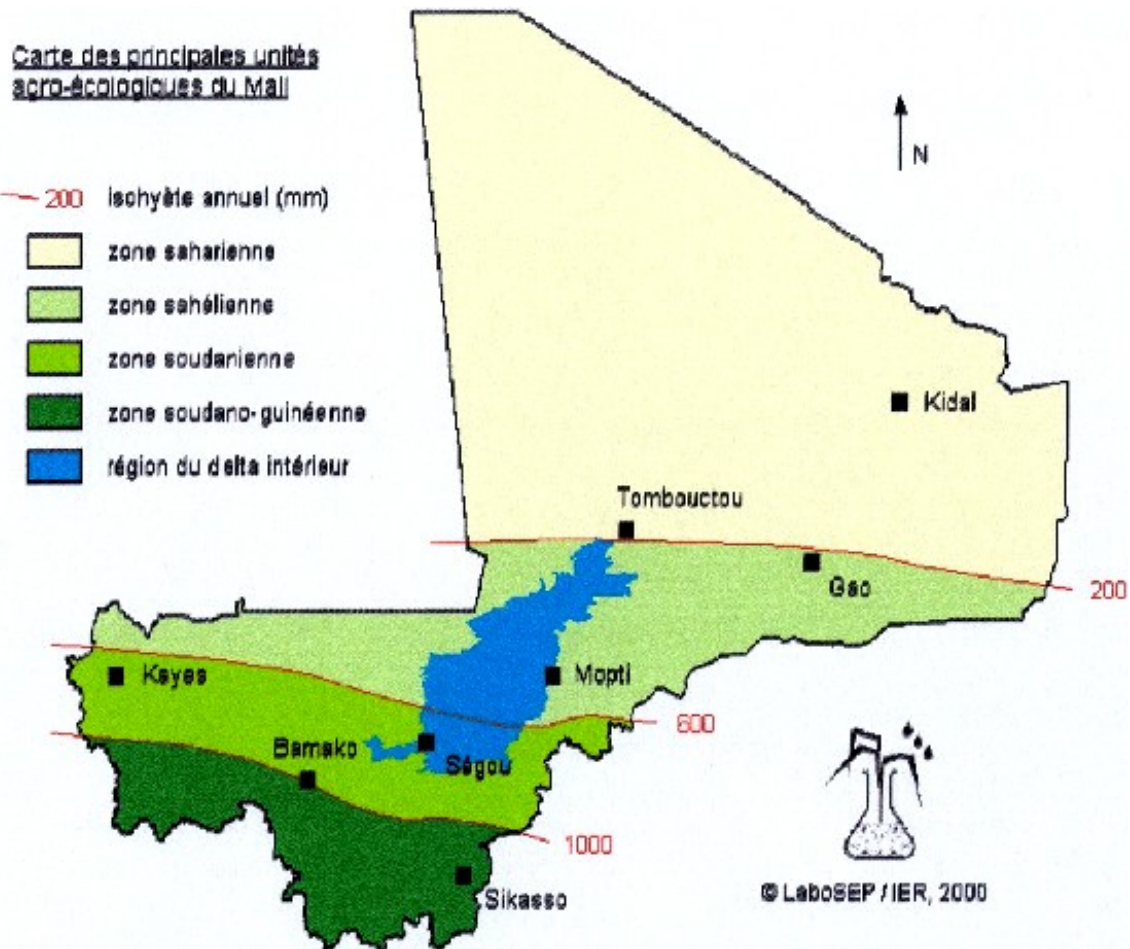 Carte des principales unités
agro-écologiques du Mali
N
200 isohyète annuel (mm)
zone saharienne
zone sahélienne
zone soudanienne
zone soudano-guinéenne
région du delta intérieur
Kidal
Tombouctou
Gao
200
Kayes
Mopti
600
Bamako
Ségou
1000
Sikasso
© LaboSEP / IER, 2000